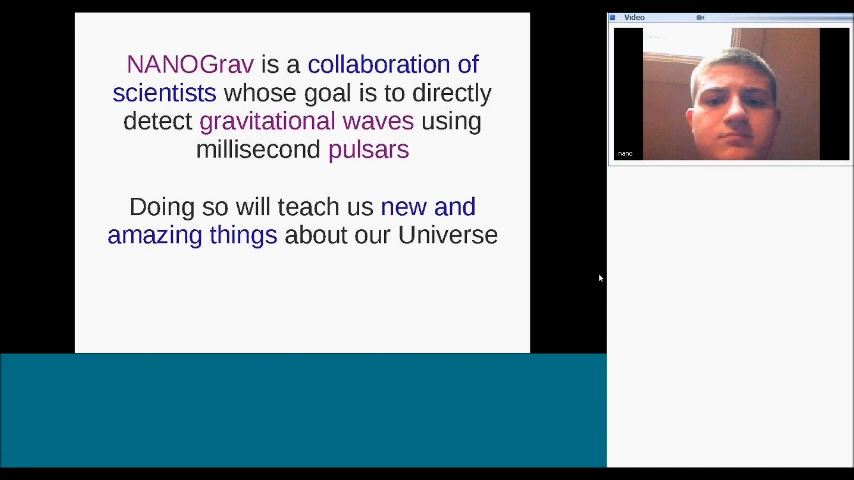 NANOGrav is a collaboration of
scientists whose goal is to directly
detect gravitational waves using
millisecond pulsars
Doing so will teach us new and
amazing things about our Universe
Video
nano